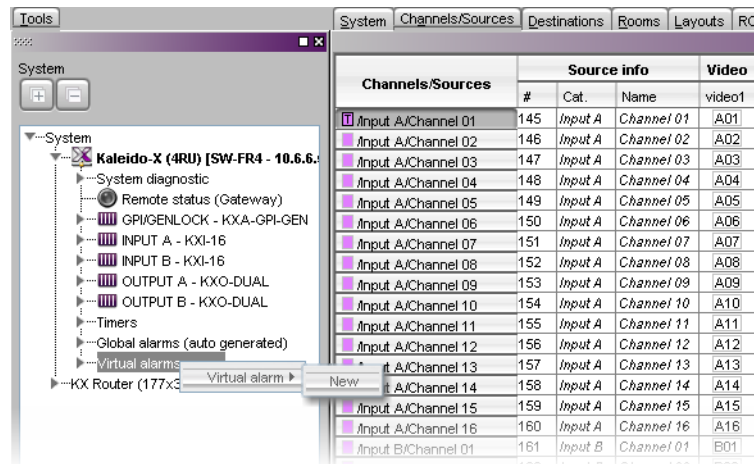 Tools
System
System
Kaleido-X (4RU) [SW-FR4 - 10.6.6.
System diagnostic
Remote status (Gateway)
GPI/GENLOCK - KXA-GPI-GEN
INPUT A - KXI-16
INPUT B - KXI-16
OUTPUT A - KXO-DUAL
OUTPUT B - KXO-DUAL
Timers
Global alarms (auto generated)
Virtual alarms
KX Router (177x3
Virtual alarm
New
System Channels/Sources Destinations Rooms Layouts RC
Channels/Sources Source info Video
# Cat. Name video1
/Input A/Channel 01 145 Input A Channel 01 A01
/Input A/Channel 02 146 Input A Channel 02 A02
/Input A/Channel 03 147 Input A Channel 03 A03
/Input A/Channel 04 148 Input A Channel 04 A04
/Input A/Channel 05 149 Input A Channel 05 A05
/Input A/Channel 06 150 Input A Channel 06 A06
/Input A/Channel 07 151 Input A Channel 07 A07
/Input A/Channel 08 152 Input A Channel 08 A08
/Input A/Channel 09 153 Input A Channel 09 A09
/Input A/Channel 10 154 Input A Channel 10 A10
/Input A/Channel 11 155 Input A Channel 11 A11
/Input A/Channel 12 156 Input A Channel 12 A12
t A/Channel 13 157 Input A Channel 13 A13
t A/Channel 14 158 Input A Channel 14 A14
/Input A/Channel 15 159 Input A Channel 15 A15
/Input A/Channel 16 160 Input A Channel 16 A16
/Input B/Channel 01 161 Input B Channel 01 B01